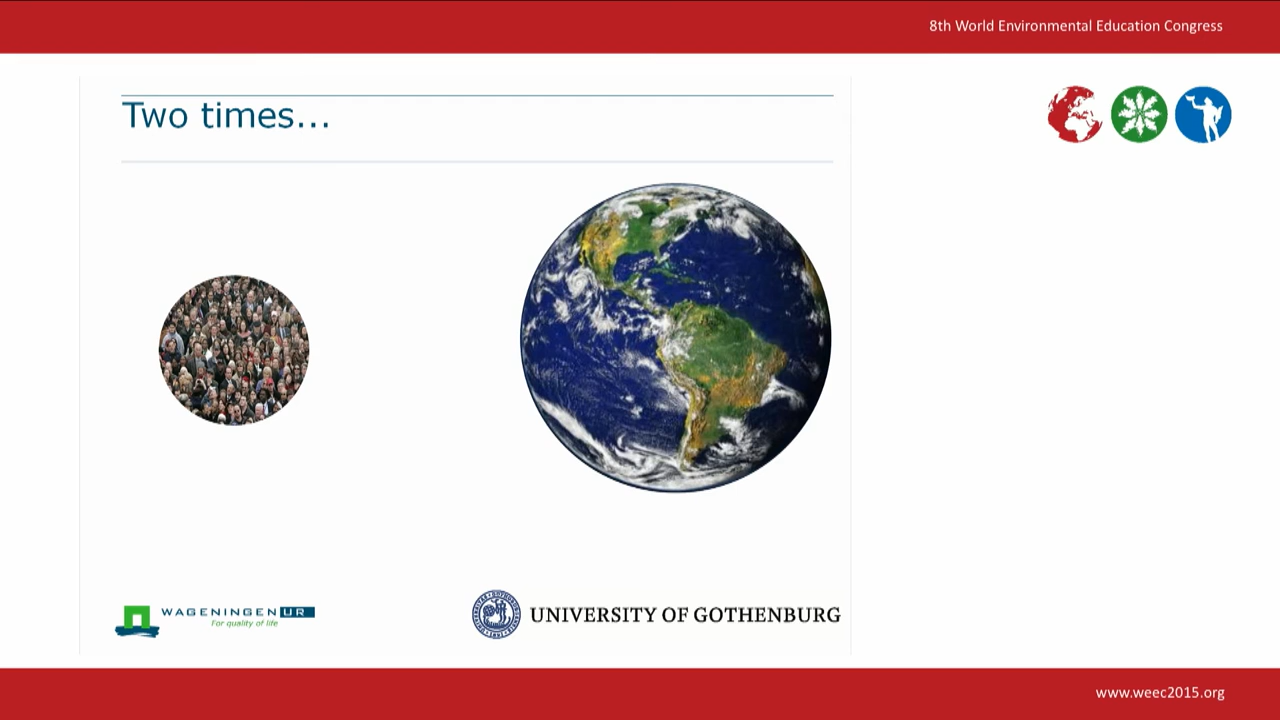 8th World Environmental Education Congress
Two times...
WAGENINGEN UR
For quality of life
UNIVERSITY OF GOTHENBURG
www.weec2015.org